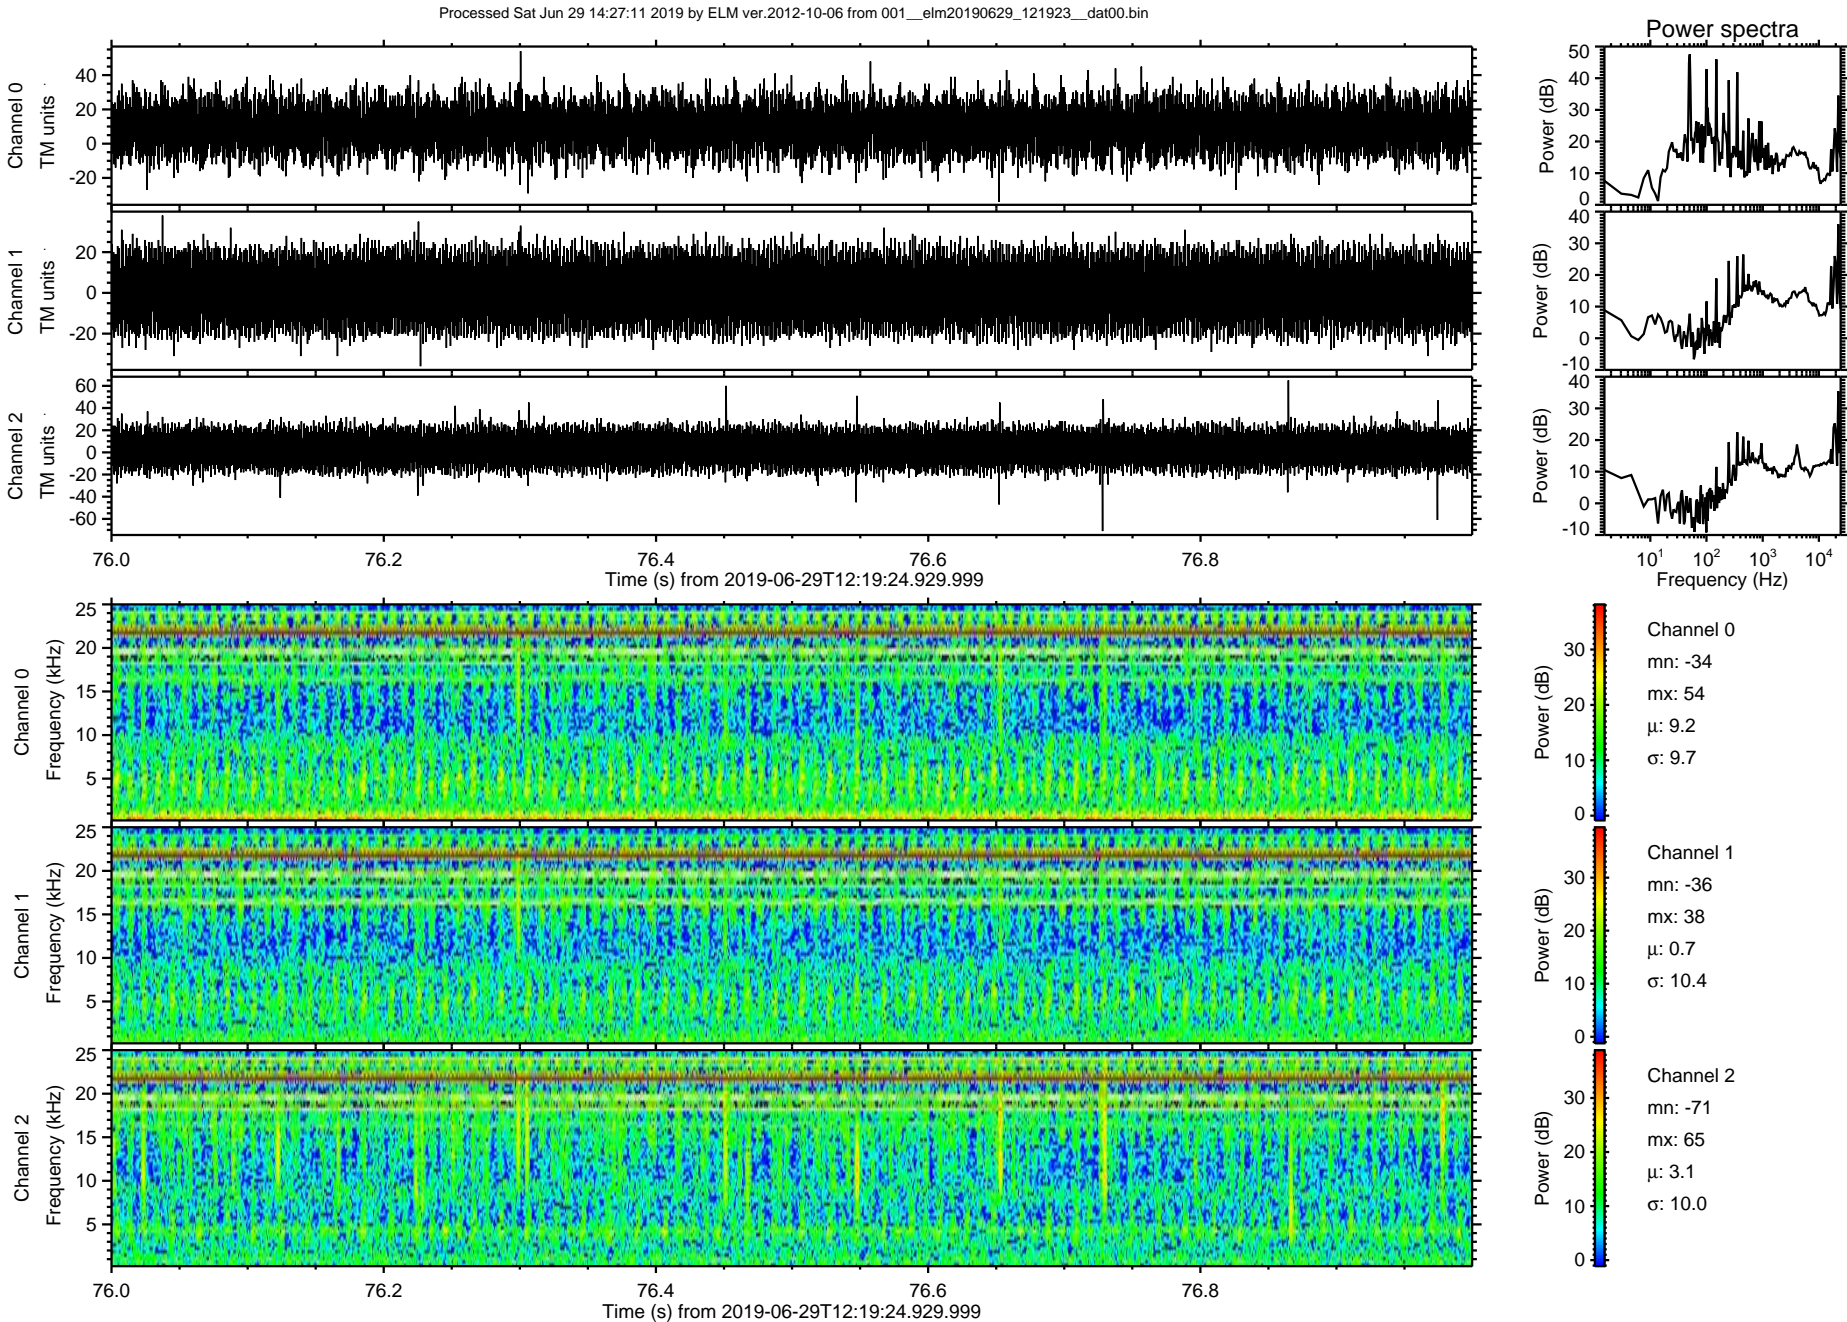 Processed Sat Jun 29 14:27:11 2019 by ELM ver.2012-10-06 from 001__elm20190629_121923__dat00.bin
Power spectra
Channel 0
TM units
40
20
0
-20
Power (dB)
50
40
30
20
10
0
Channel 1
TM units
20
0
-20
Power (dB)
40
30
20
10
0
-10
Channel 2
TM units
60
40
20
0
-20
-40
-60
Power (dB)
40
30
20
10
0
-10
76.0 76.2 76.4 76.6 76.8
Time (s) from 2019-06-29T12:19:24.929.999
10¹ 10² 10³ 10⁴
Frequency (Hz)
Channel 0
Frequency (kHz)
25
20
15
10
5
Power (dB)
30
20
10
0
Channel 0
mn: -34
mx: 54
μ: 9.2
σ: 9.7
Channel 1
Frequency (kHz)
25
20
15
10
5
Power (dB)
30
20
10
0
Channel 1
mn: -36
mx: 38
μ: 0.7
σ: 10.4
Channel 2
Frequency (kHz)
25
20
15
10
5
Power (dB)
30
20
10
0
Channel 2
mn: -71
mx: 65
μ: 3.1
σ: 10.0
76.0 76.2 76.4 76.6 76.8
Time (s) from 2019-06-29T12:19:24.929.999